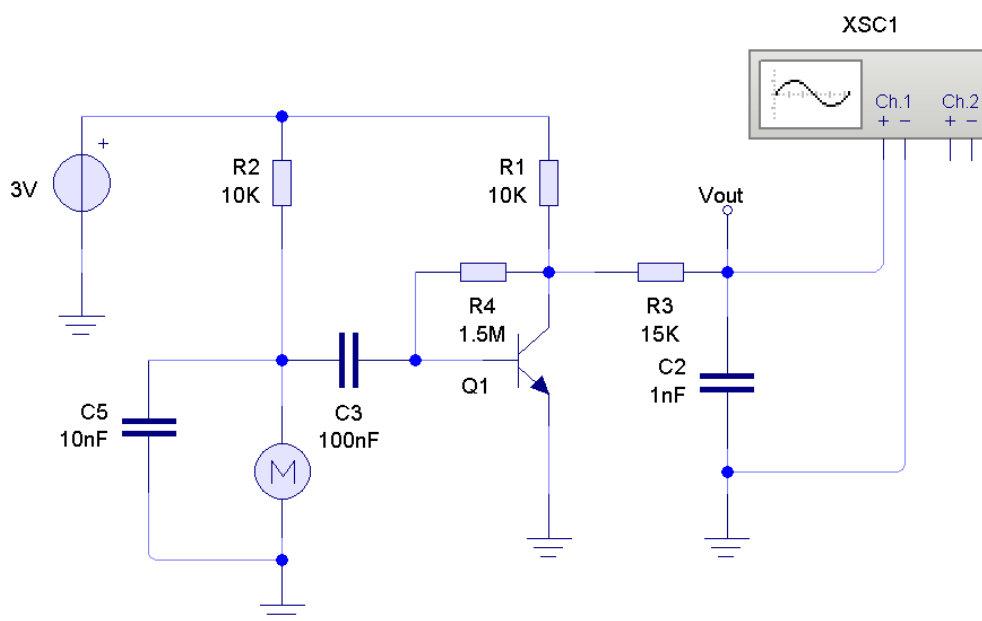 XSC1
Ch.1
Ch.2
+ −
+ −
+
3V
R2
10K
R1
10K
Vout
R4
1.5M
R3
15K
Q1
C2
1nF
C5
10nF
C3
100nF
M